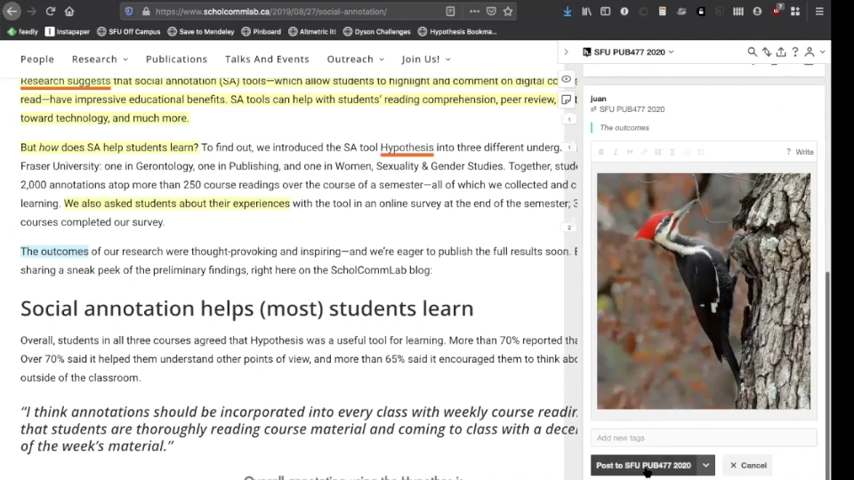 https://www.scholcommlab.ca/2019/08/27/social-annotation/
feedly
Instapaper
SFU Off Campus
Save to Mendeley
Pinboard
Altmetric it!
Dyson Challenges
Hypothesis Bookma...
People
Research
Publications
Talks And Events
Outreach
Join Us!
Research suggests that social annotation (SA) tools—which allow students to highlight and comment on digital co
read—have impressive educational benefits. SA tools can help with students' reading comprehension, peer review,
toward technology, and much more.
But how does SA help students learn? To find out, we introduced the SA tool Hypothesis into three different underg
Fraser University: one in Gerontology, one in Publishing, and one in Women, Sexuality & Gender Studies. Together, stude
2,000 annotations atop more than 250 course readings over the course of a semester—all of which we collected and c
learning. We also asked students about their experiences with the tool in an online survey at the end of the semester; 3
courses completed our survey.
The outcomes of our research were thought-provoking and inspiring—and we're eager to publish the full results soon.
sharing a sneak peek of the preliminary findings, right here on the ScholCommLab blog:
Social annotation helps (most) students learn
Overall, students in all three courses agreed that Hypothesis was a useful tool for learning. More than 70% reported tha
Over 70% said it helped them understand other points of view, and more than 65% said it encouraged them to think abo
outside of the classroom.
"I think annotations should be incorporated into every class with weekly course readin
that students are thoroughly reading course material and coming to class with a dece
of the week's material."
SFU PUB477 2020
juan
SFU PUB477 2020
The outcomes
? Write
Add new tags
Post to SFU PUB477 2020
Cancel